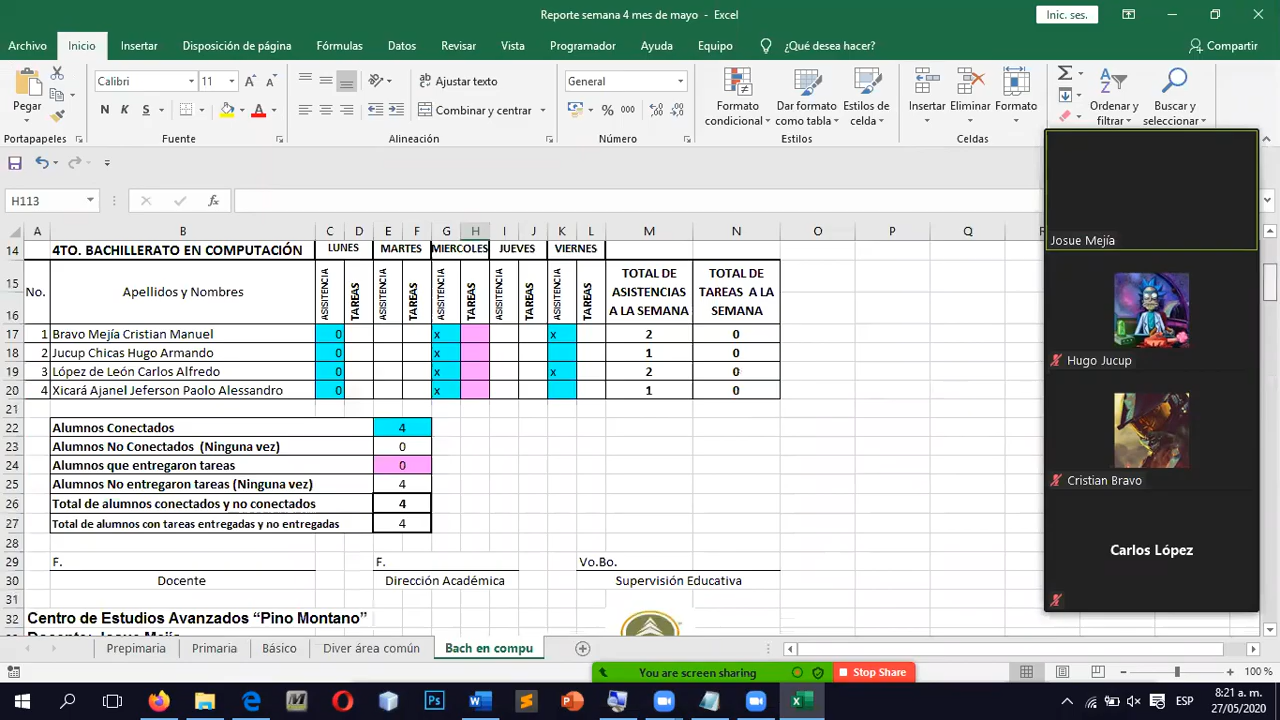 Reporte semana 4 mes de mayo - Excel
Inic. ses.
Archivo Inicio Insertar Disposición de página Fórmulas Datos Revisar Vista Programador Ayuda Equipo ¿Qué desea hacer? Compartir
Pegar
Calibri 11
N K S
Ajustar texto
Combinar y centrar
General
% 000
Formato condicional
Dar formato como tabla
Estilos de celda
Insertar Eliminar Formato
Ordenar y filtrar
Buscar y seleccionar
Portapapeles Fuente Alineación Número Estilos Celdas
H113 fx
A B C D E F G H I J K L M N O P Q R
14 4TO. BACHILLERATO EN COMPUTACIÓN LUNES MARTES MIERCOLES JUEVES VIERNES
15 No. Apellidos y Nombres ASISITENCIA TAREAS ASISITENCIA TAREAS ASISITENCIA TAREAS ASISITENCIA TAREAS ASISITENCIA TAREAS TOTAL DE ASISTENCIAS A LA SEMANA TOTAL DE TAREAS A LA SEMANA
16
17 1 Bravo Mejía Cristian Manuel 0 x x 2 0
18 2 Jucup Chicas Hugo Armando 0 x 1 0
19 3 López de León Carlos Alfredo 0 x x 2 0
20 4 Xicará Ajanel Jeferson Paolo Alessandro 0 x 1 0
21
22 Alumnos Conectados 4
23 Alumnos No Conectados (Ninguna vez) 0
24 Alumnos que entregaron tareas 0
25 Alumnos No entregaron tareas (Ninguna vez) 4
26 Total de alumnos conectados y no conectados 4
27 Total de alumnos con tareas entregadas y no entregadas 4
28
29 F. F. Vo.Bo.
30 Docente Dirección Académica Supervisión Educativa
31
32 Centro de Estudios Avanzados “Pino Montano”
Docente: Josue Mejía
Josue Mejía
Hugo Jucup
Cristian Bravo
Carlos López
Prepimaria Primaria Básico Diver área común Bach en compu
You are screen sharing Stop Share
100 %
ESP
8:21 a. m.
27/05/2020